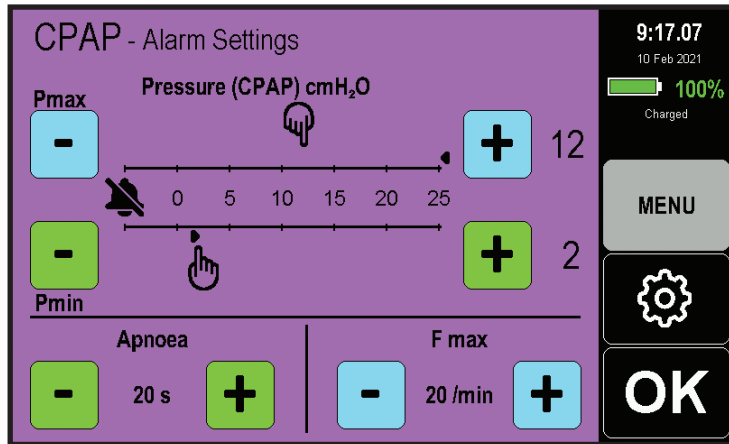 CPAP - Alarm Settings
9:17.07
10 Feb 2021
100%
Charged
Pressure (CPAP) cmH₂O
Pmax
- + 12
0 5 10 15 20 25
MENU
- + 2
Pmin
Apnoea F max
- 20 s + - 20 /min +
OK